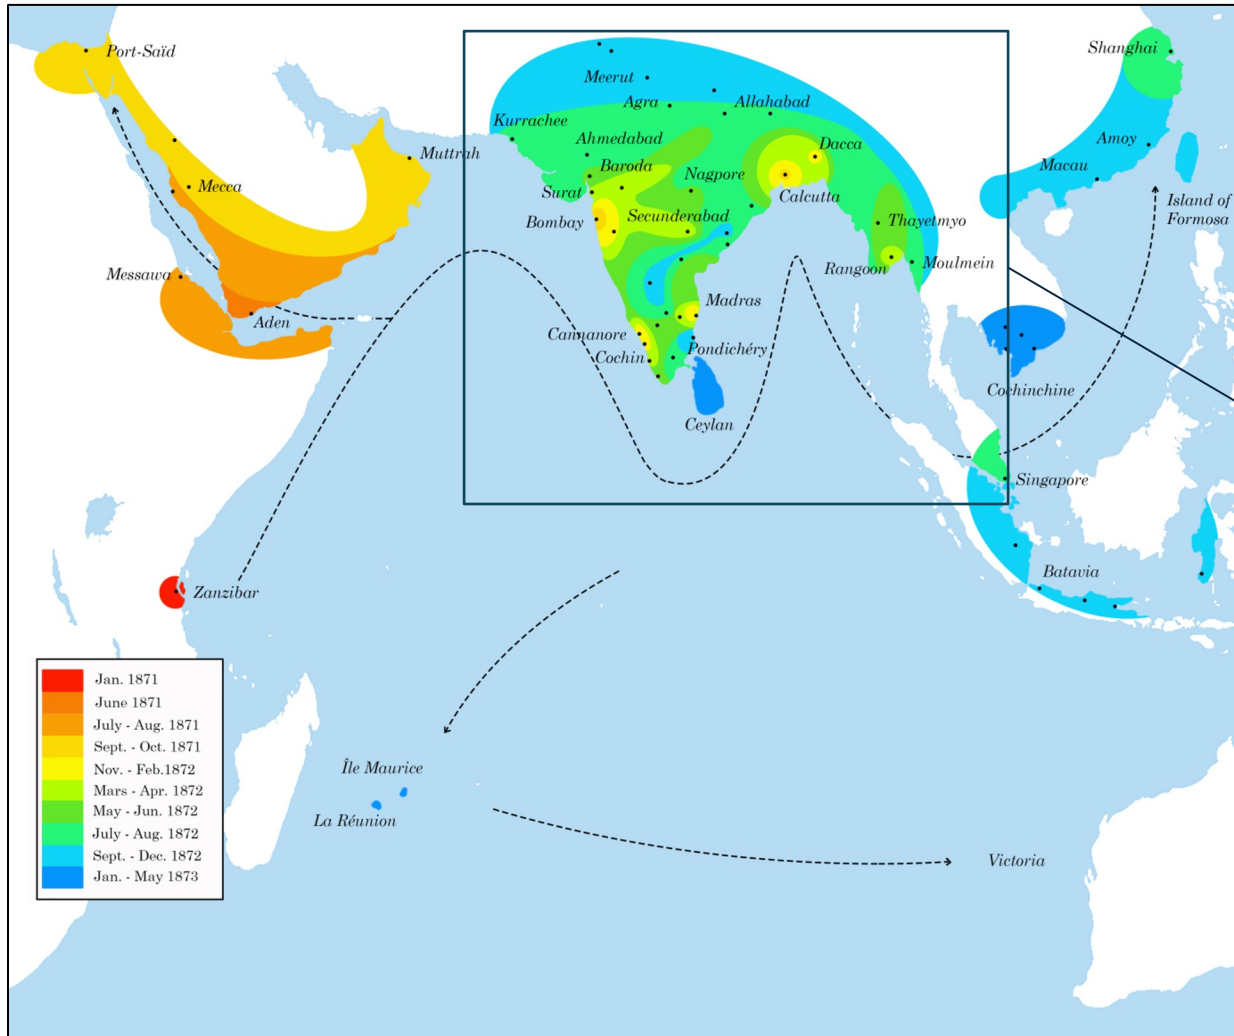 Port-Saïd
Shanghai
Meerut
Agra
Allahabad
Kurrachee
Ahmedabad
Amoy
Dacca
Muttrah
Baroda
Macau
Mecca
Surat
Nagpore
Calcutta
Island of
Formosa
Bombay
Secunderabad
Thayetmyo
Messawa
Rangoon
Moulmein
Madras
Aden
Cannanore
Cochin
Pondichéry
Cochinchine
Ceylan
Singapore
Batavia
Zanzibar
Jan. 1871
June 1871
July - Aug. 1871
Sept. - Oct. 1871
Nov. - Feb.1872
Mars - Apr. 1872
May - Jun. 1872
July - Aug. 1872
Sept. - Dec. 1872
Jan. - May 1873
Île Maurice
La Réunion
Victoria